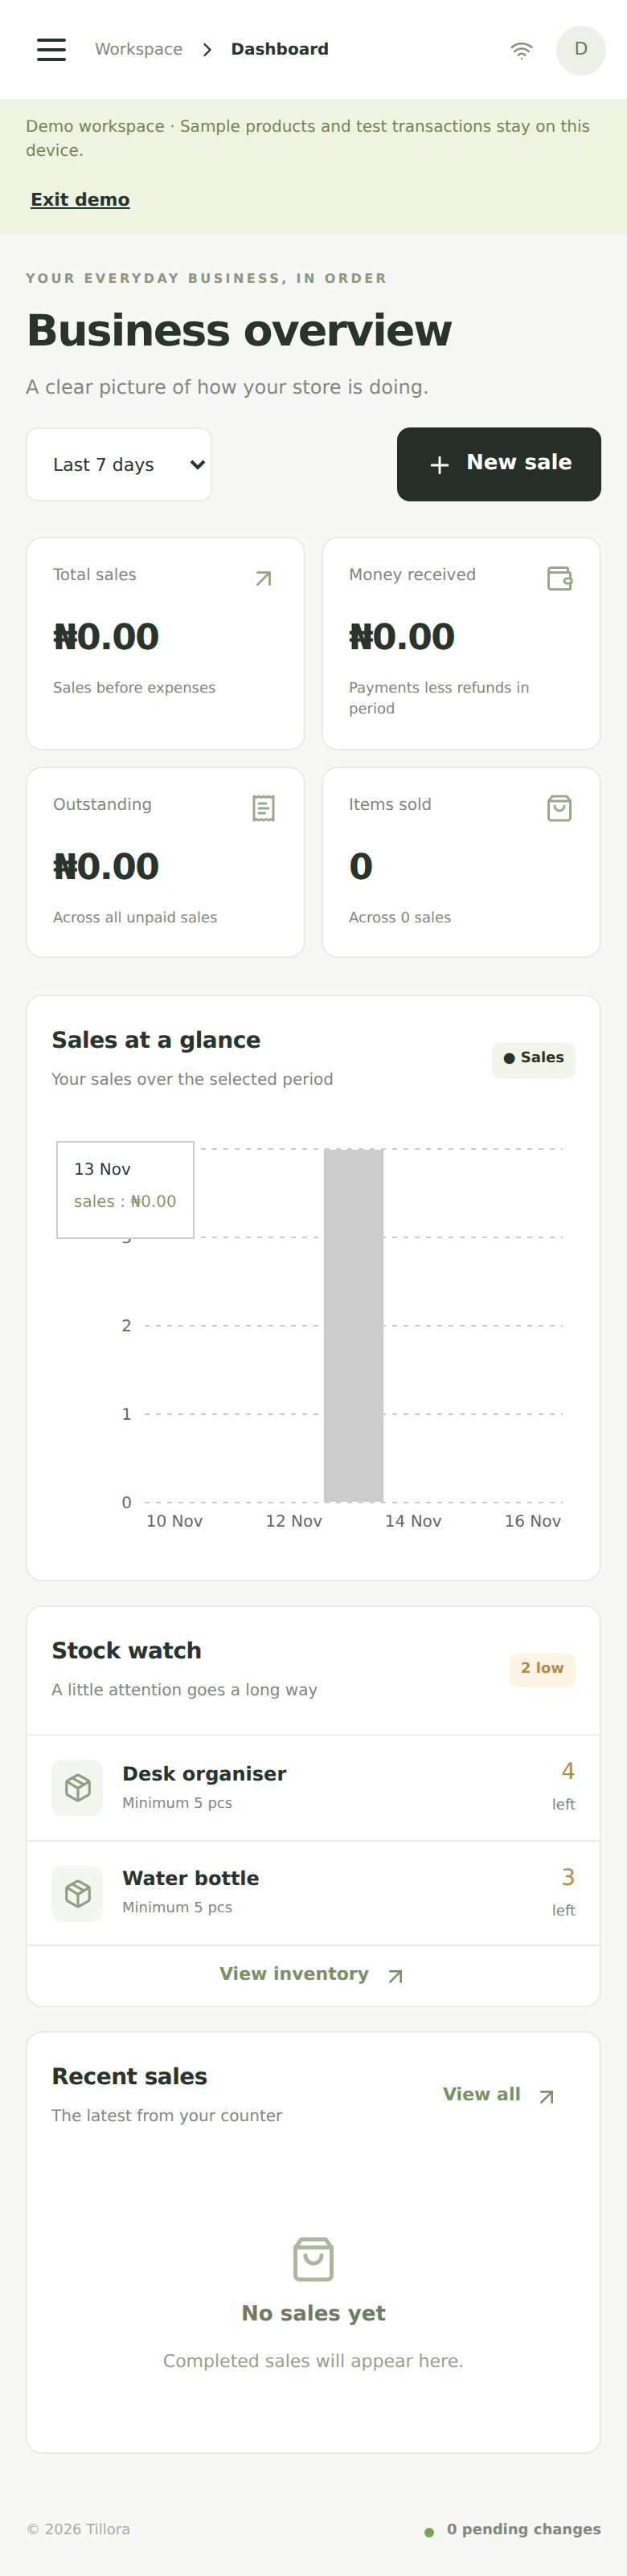 Workspace > Dashboard
D
Demo workspace · Sample products and test transactions stay on this
device.
Exit demo
YOUR EVERYDAY BUSINESS, IN ORDER
Business overview
A clear picture of how your store is doing.
Last 7 days
+ New sale
Total sales
₦0.00
Sales before expenses
Money received
₦0.00
Payments less refunds in
period
Outstanding
₦0.00
Across all unpaid sales
Items sold
0
Across 0 sales
Sales at a glance
Your sales over the selected period
● Sales
13 Nov
sales : ₦0.00
2
1
0
10 Nov 12 Nov 14 Nov 16 Nov
Stock watch
A little attention goes a long way
2 low
Desk organiser
Minimum 5 pcs
4
left
Water bottle
Minimum 5 pcs
3
left
View inventory
Recent sales
The latest from your counter
View all
No sales yet
Completed sales will appear here.
© 2026 Tillora
0 pending changes